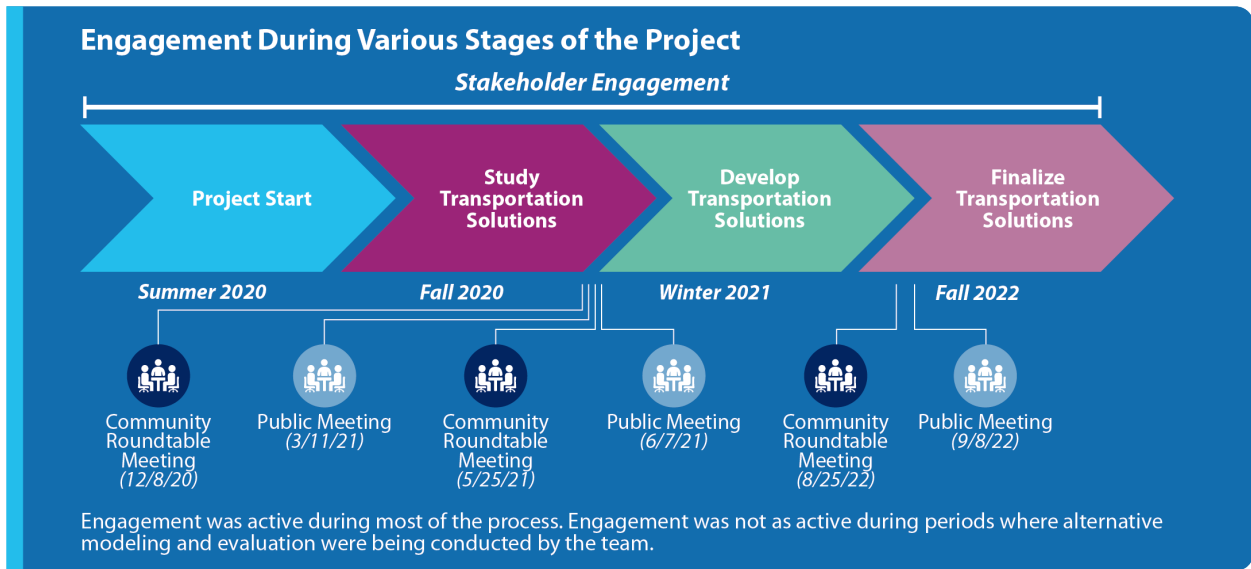 Engagement During Various Stages of the Project
Stakeholder Engagement
Project Start
Study
Transportation
Solutions
Develop
Transportation
Solutions
Finalize
Transportation
Solutions
Summer 2020
Fall 2020
Winter 2021
Fall 2022
Community
Roundtable
Meeting
(12/8/20)
Public Meeting
(3/11/21)
Community
Roundtable
Meeting
(5/25/21)
Public Meeting
(6/7/21)
Community
Roundtable
Meeting
(8/25/22)
Public Meeting
(9/8/22)
Engagement was active during most of the process. Engagement was not as active during periods where alternative
modeling and evaluation were being conducted by the team.